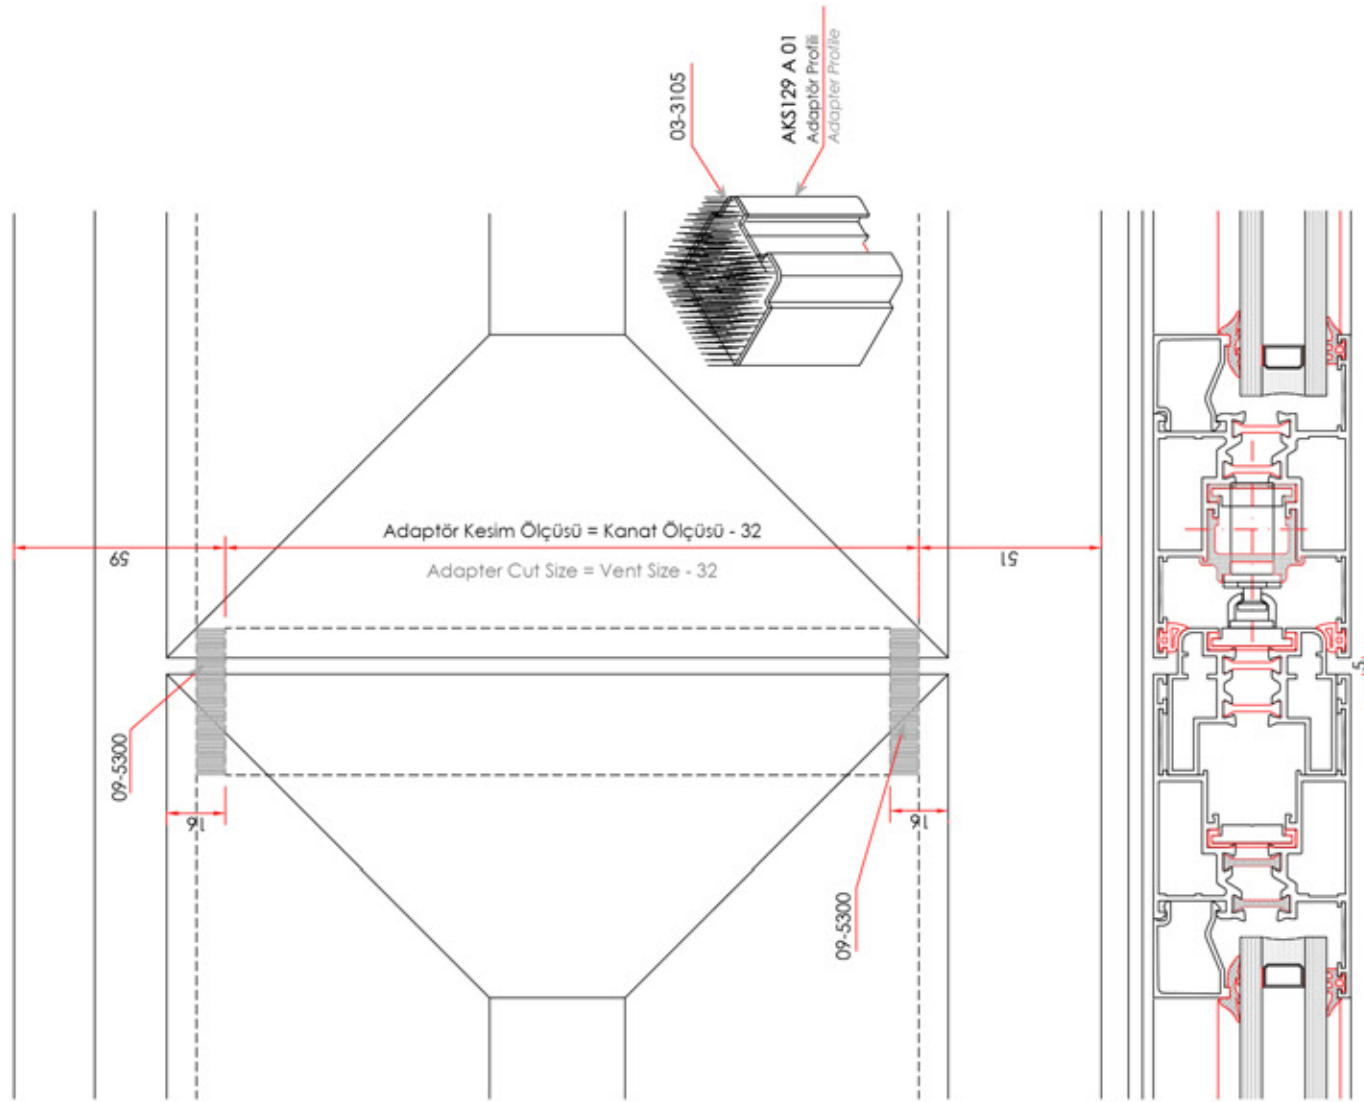 03-3105
AKS129 A 01
Adaptör Profili
Adapter Profile
Adaptör Kesim Ölçüsü = Kanat Ölçüsü - 32
Adapter Cut Size = Vent Size - 32
59
51
09-5300
16
16
09-5300
5